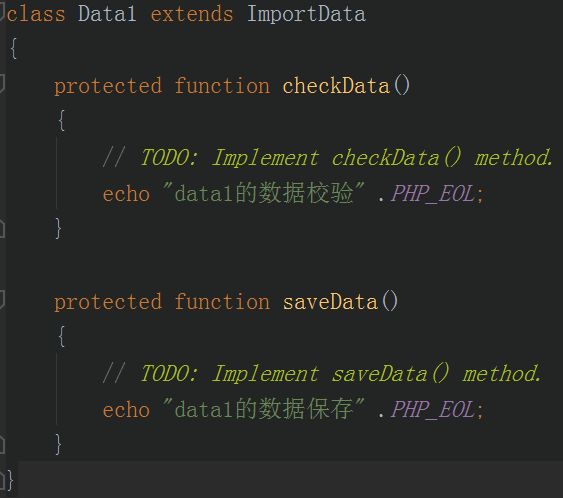 class Data1 extends ImportData
{
    protected function checkData()
    {
        // TODO: Implement checkData() method.
        echo "data1的数据校验" .PHP_EOL;
    }

    protected function saveData()
    {
        // TODO: Implement saveData() method.
        echo "data1的数据保存" .PHP_EOL;
    }
}